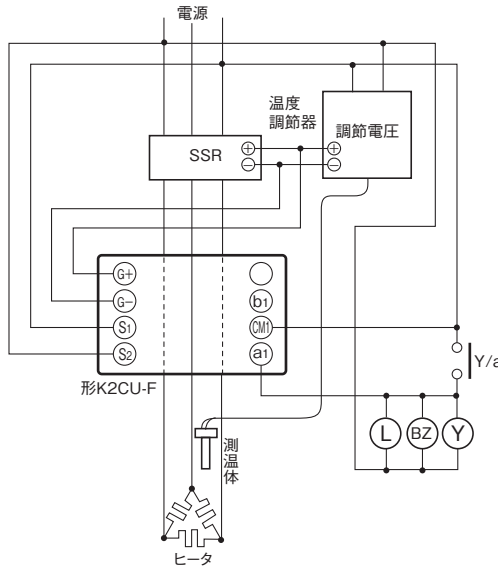 電源
温度
調節器
調節電圧
SSR
+
−
+
−
G+
G−
S1
S2
b1
CM1
a1
形K2CU-F
Y/a
L
BZ
Y
測温体
ヒータ